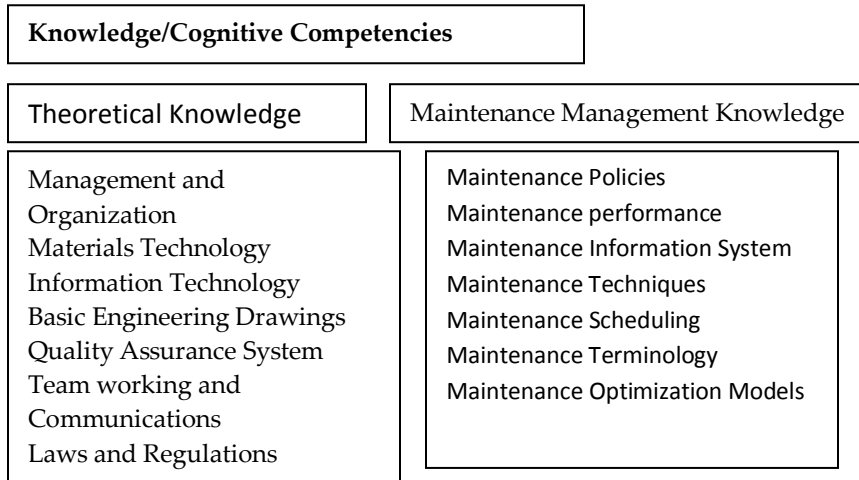 Knowledge/Cognitive Competencies
Theoretical Knowledge
Maintenance Management Knowledge
Management and
Organization
Materials Technology
Information Technology
Basic Engineering Drawings
Quality Assurance System
Team working and
Communications
Laws and Regulations
Maintenance Policies
Maintenance performance
Maintenance Information System
Maintenance Techniques
Maintenance Scheduling
Maintenance Terminology
Maintenance Optimization Models